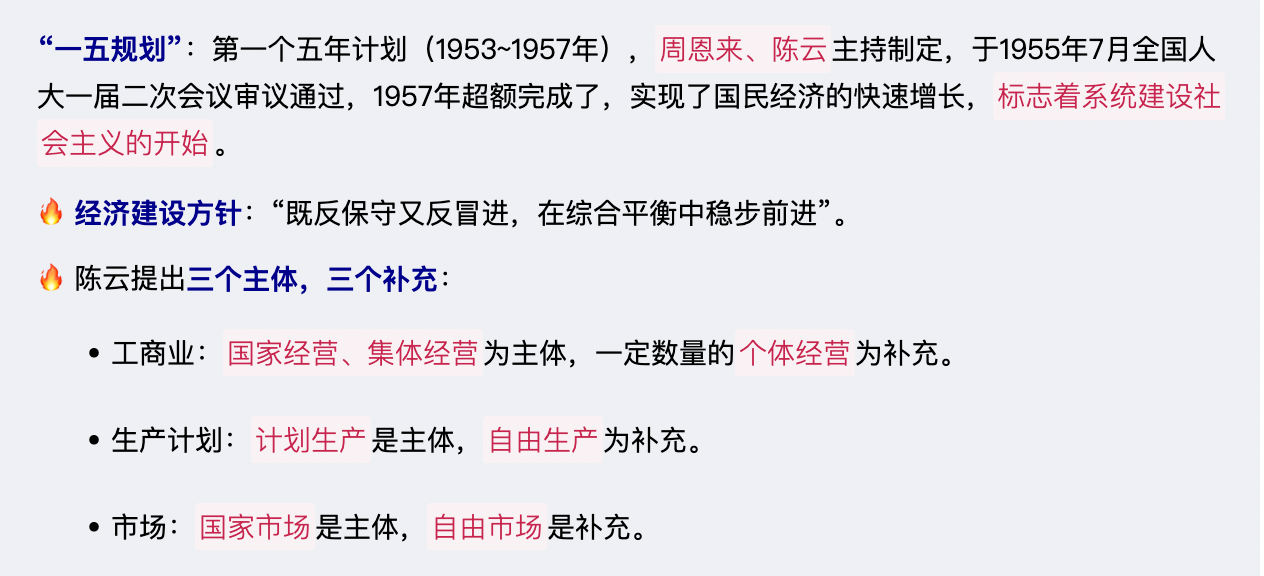 “一五规划”：第一个五年计划（1953~1957年），周恩来、陈云主持制定，于1955年7月全国人
大一届二次会议审议通过，1957年超额完成了，实现了国民经济的快速增长，标志着系统建设社
会主义的开始。
🔥 经济建设方针：“既反保守又反冒进，在综合平衡中稳步前进”。
🔥 陈云提出三个主体，三个补充：
• 工商业：国家经营、集体经营为主体，一定数量的个体经营为补充。
• 生产计划：计划生产是主体，自由生产为补充。
• 市场：国家市场是主体，自由市场是补充。